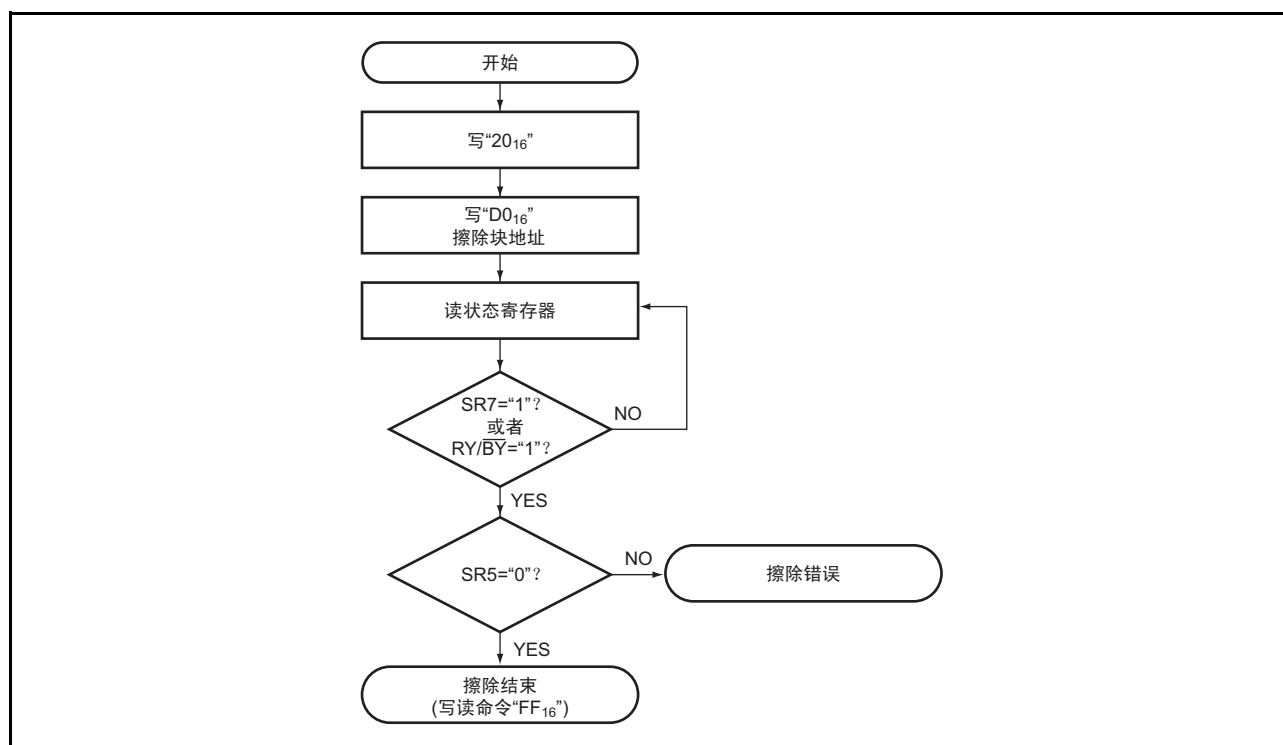 开始
写“20₁₆”
写“D0₁₆”
擦除块地址
读状态寄存器
SR7=“1”？
或者
RY/B̅Y̅=“1”？
NO
YES
SR5=“0”？
NO
擦除错误
YES
擦除结束
(写读命令“FF₁₆”)